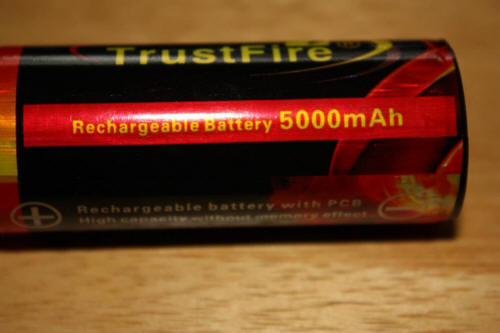 TrustFire®
Rechargeable Battery 5000mAh
Rechargeable battery with PCB
High capacity without memory effect